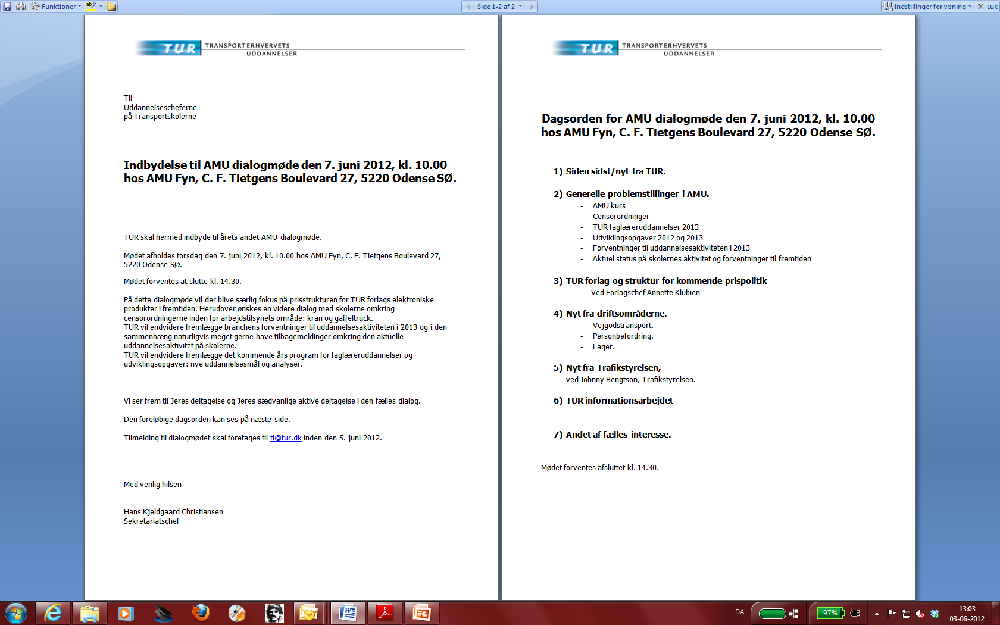 Funktioner
Side 1-2 af 2
Indstillinger for visning
Luk
TUR TRANSPORTERHVERVETS
UDDANNELSER
Til
Uddannelsescheferne
på Transportskolerne
Indbydelse til AMU dialogmøde den 7. juni 2012, kl. 10.00
hos AMU Fyn, C. F. Tietgens Boulevard 27, 5220 Odense SØ.
TUR skal hermed indbyde til årets andet AMU-dialogmøde.
Mødet afholdes torsdag den 7. juni 2012, kl. 10.00 hos AMU Fyn, C. F. Tietgens Boulevard 27,
5220 Odense SØ.
Mødet forventes at slutte kl. 14.30.
På dette dialogmøde vil der blive særlig fokus på prisstrukturen for TUR forlags elektroniske
produkter i fremtiden. Herudover ønskes en videre dialog med skolerne omkring
censorordningerne inden for arbejdstilsynets område: kran og gaffeltruck.
TUR vil endvidere fremlægge branchens forventninger til uddannelsesaktiviteten i 2013 og i den
sammenhæng naturligvis meget gerne have tilbagemeldinger omkring den aktuelle
uddannelsesaktivitet på skolerne.
TUR vil endvidere fremlægge det kommende års program for faglæreruddannelser og
udviklingsopgaver: nye uddannelsesmål og analyser.
Vi ser frem til Jeres deltagelse og Jeres sædvanlige aktive deltagelse i den fælles dialog.
Den foreløbige dagsorden kan ses på næste side.
Tilmelding til dialogmødet skal foretages til tl@tur.dk inden den 5. juni 2012.
Med venlig hilsen
Hans Kjeldgaard Christiansen
Sekretariatschef
TUR TRANSPORTERHVERVETS
UDDANNELSER
Dagsorden for AMU dialogmøde den 7. juni 2012, kl. 10.00
hos AMU Fyn, C. F. Tietgens Boulevard 27, 5220 Odense SØ.
1) Siden sidst/nyt fra TUR.
2) Generelle problemstillinger i AMU.
- AMU kurs
- Censorordninger
- TUR faglæreruddannelser 2013
- Udviklingsopgaver 2012 og 2013
- Forventninger til uddannelsesaktiviteten i 2013
- Aktuel status på skolernes aktivitet og forventninger til fremtiden
3) TUR forlag og struktur for kommende prispolitik
- Ved Forlagschef Annette Klubien
4) Nyt fra driftsområderne.
- Vejgodstransport.
- Personbefordring.
- Lager.
5) Nyt fra Trafikstyrelsen,
ved Johnny Bengtson, Trafikstyrelsen.
6) TUR informationsarbejdet
7) Andet af fælles interesse.
Mødet forventes afsluttet kl. 14.30.
DA
97%
13:03
03-06-2012